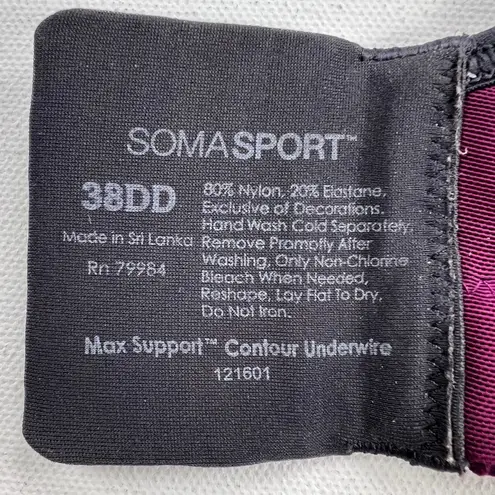 SOMASPORT™
38DD
Made in Sri Lanka
Rn 79984
80% Nylon, 20% Elastane,
Exclusive of Decorations.
Hand Wash Cold Separately,
Remove Promptly After
Washing, Only Non-Chlorine
Bleach When Needed,
Reshape, Lay Flat To Dry,
Do Not Iron.
Max Support™ Contour Underwire
121601